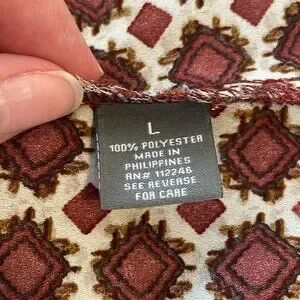 L
100% POLYESTER
MADE IN
PHILIPPINES
RN# 112246
SEE REVERSE
FOR CARE